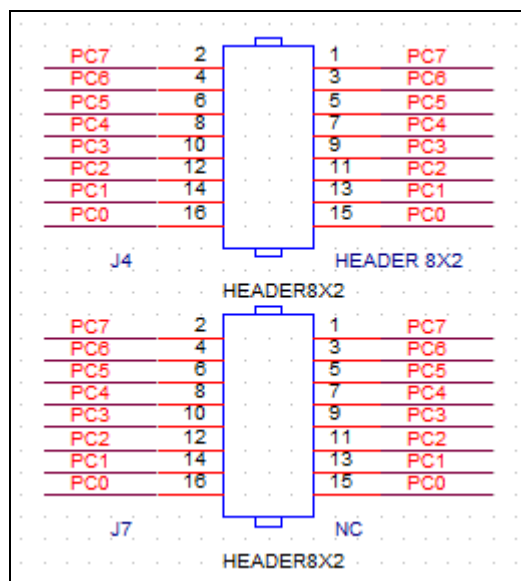 PC7 2 1 PC7
PC6 4 3 PC6
PC5 6 5 PC5
PC4 8 7 PC4
PC3 10 9 PC3
PC2 12 11 PC2
PC1 14 13 PC1
PC0 16 15 PC0
J4 HEADER 8X2
HEADER8X2
PC7 2 1 PC7
PC6 4 3 PC6
PC5 6 5 PC5
PC4 8 7 PC4
PC3 10 9 PC3
PC2 12 11 PC2
PC1 14 13 PC1
PC0 16 15 PC0
J7 NC
HEADER8X2